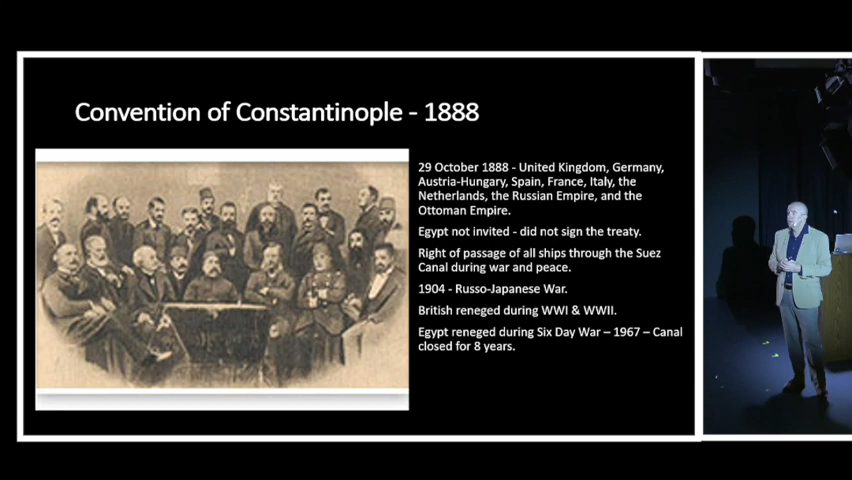 Convention of Constantinople - 1888
29 October 1888 - United Kingdom, Germany,
Austria-Hungary, Spain, France, Italy, the
Netherlands, the Russian Empire, and the
Ottoman Empire.
Egypt not invited - did not sign the treaty.
Right of passage of all ships through the Suez
Canal during war and peace.
1904 - Russo-Japanese War.
British reneged during WWI & WWII.
Egypt reneged during Six Day War – 1967 – Canal
closed for 8 years.